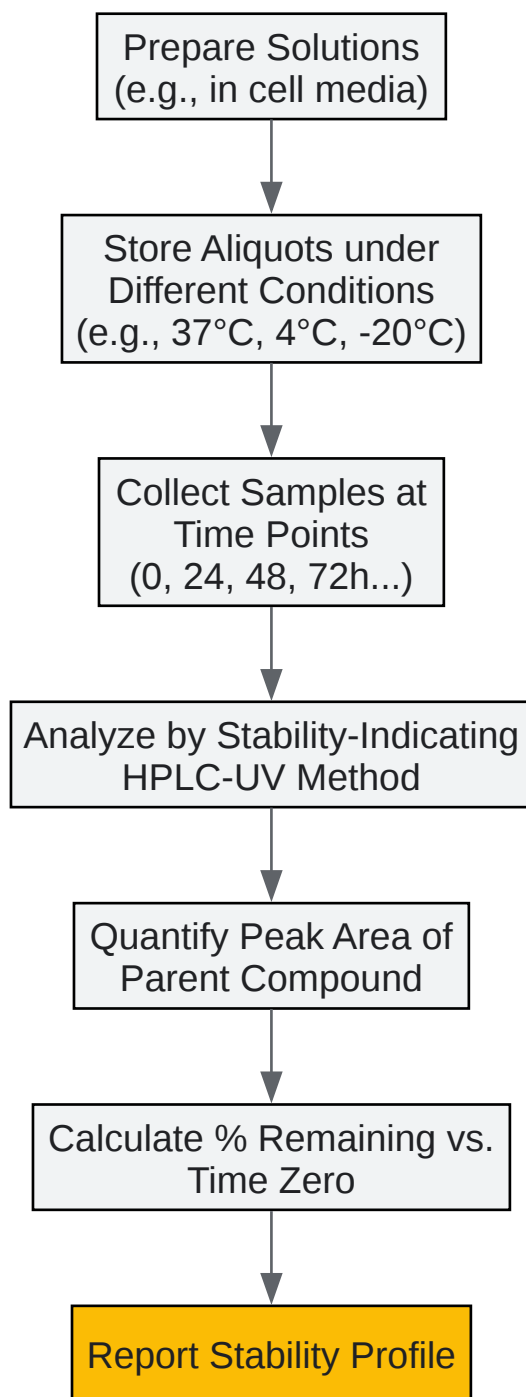 Prepare Solutions
(e.g., in cell media)
Store Aliquots under
Different Conditions
(e.g., 37°C, 4°C, -20°C)
Collect Samples at
Time Points
(0, 24, 48, 72h...)
Analyze by Stability-Indicating
HPLC-UV Method
Quantify Peak Area of
Parent Compound
Calculate % Remaining vs.
Time Zero
Report Stability Profile